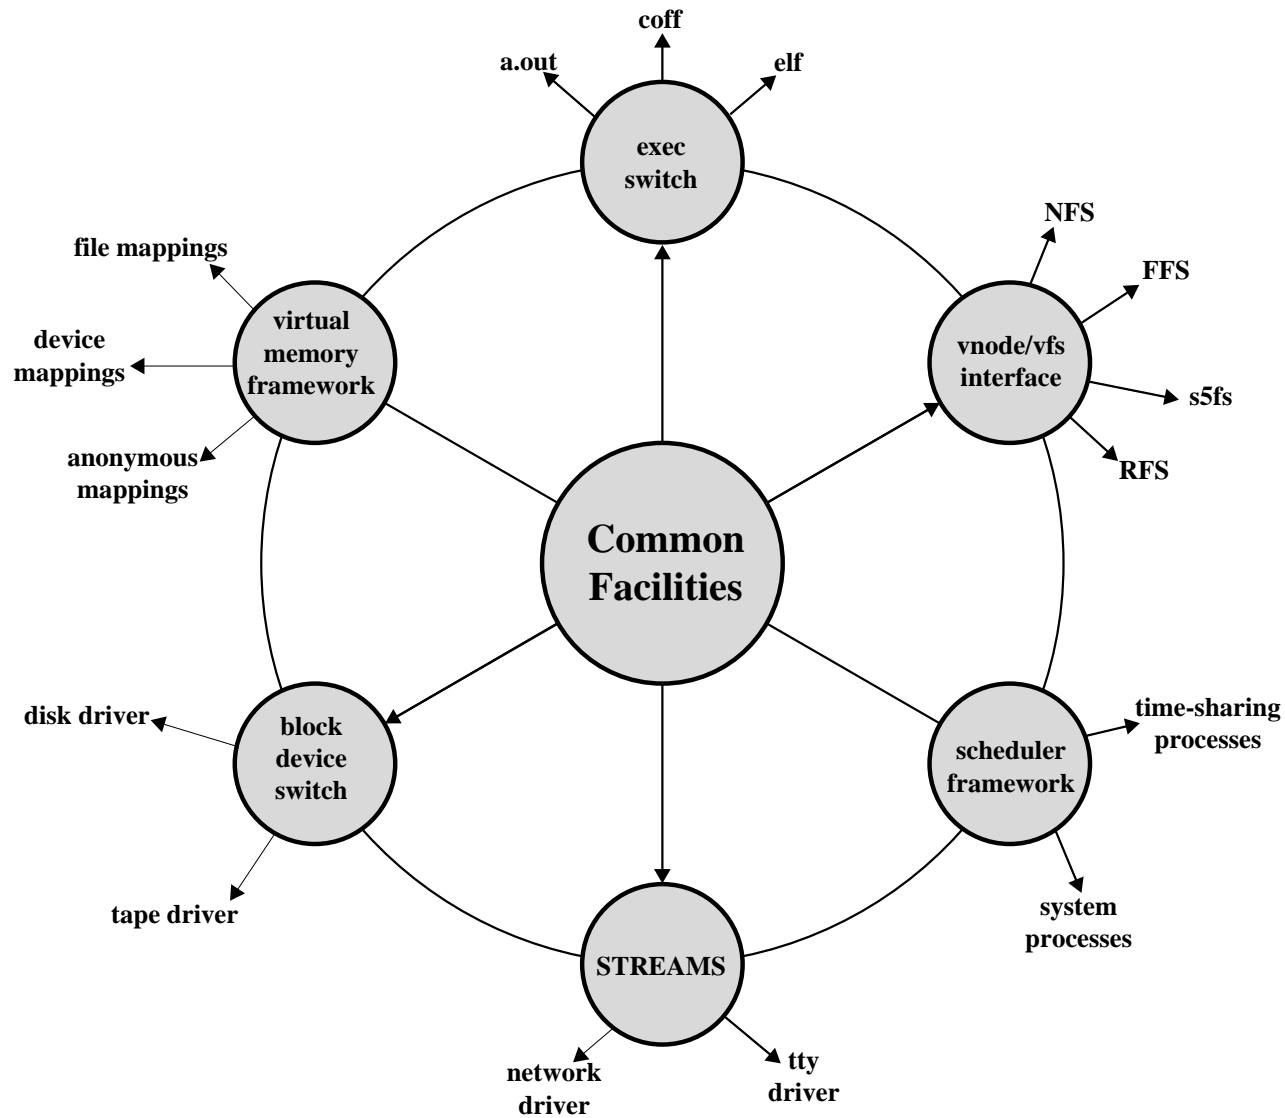 coff
a.out
elf
exec
switch
NFS
file mappings
FFS
virtual
memory
framework
device
mappings
vnode/vfs
interface
s5fs
anonymous
mappings
RFS
Common
Facilities
disk driver
block
device
switch
time-sharing
processes
scheduler
framework
tape driver
system
processes
STREAMS
network
driver
tty
driver